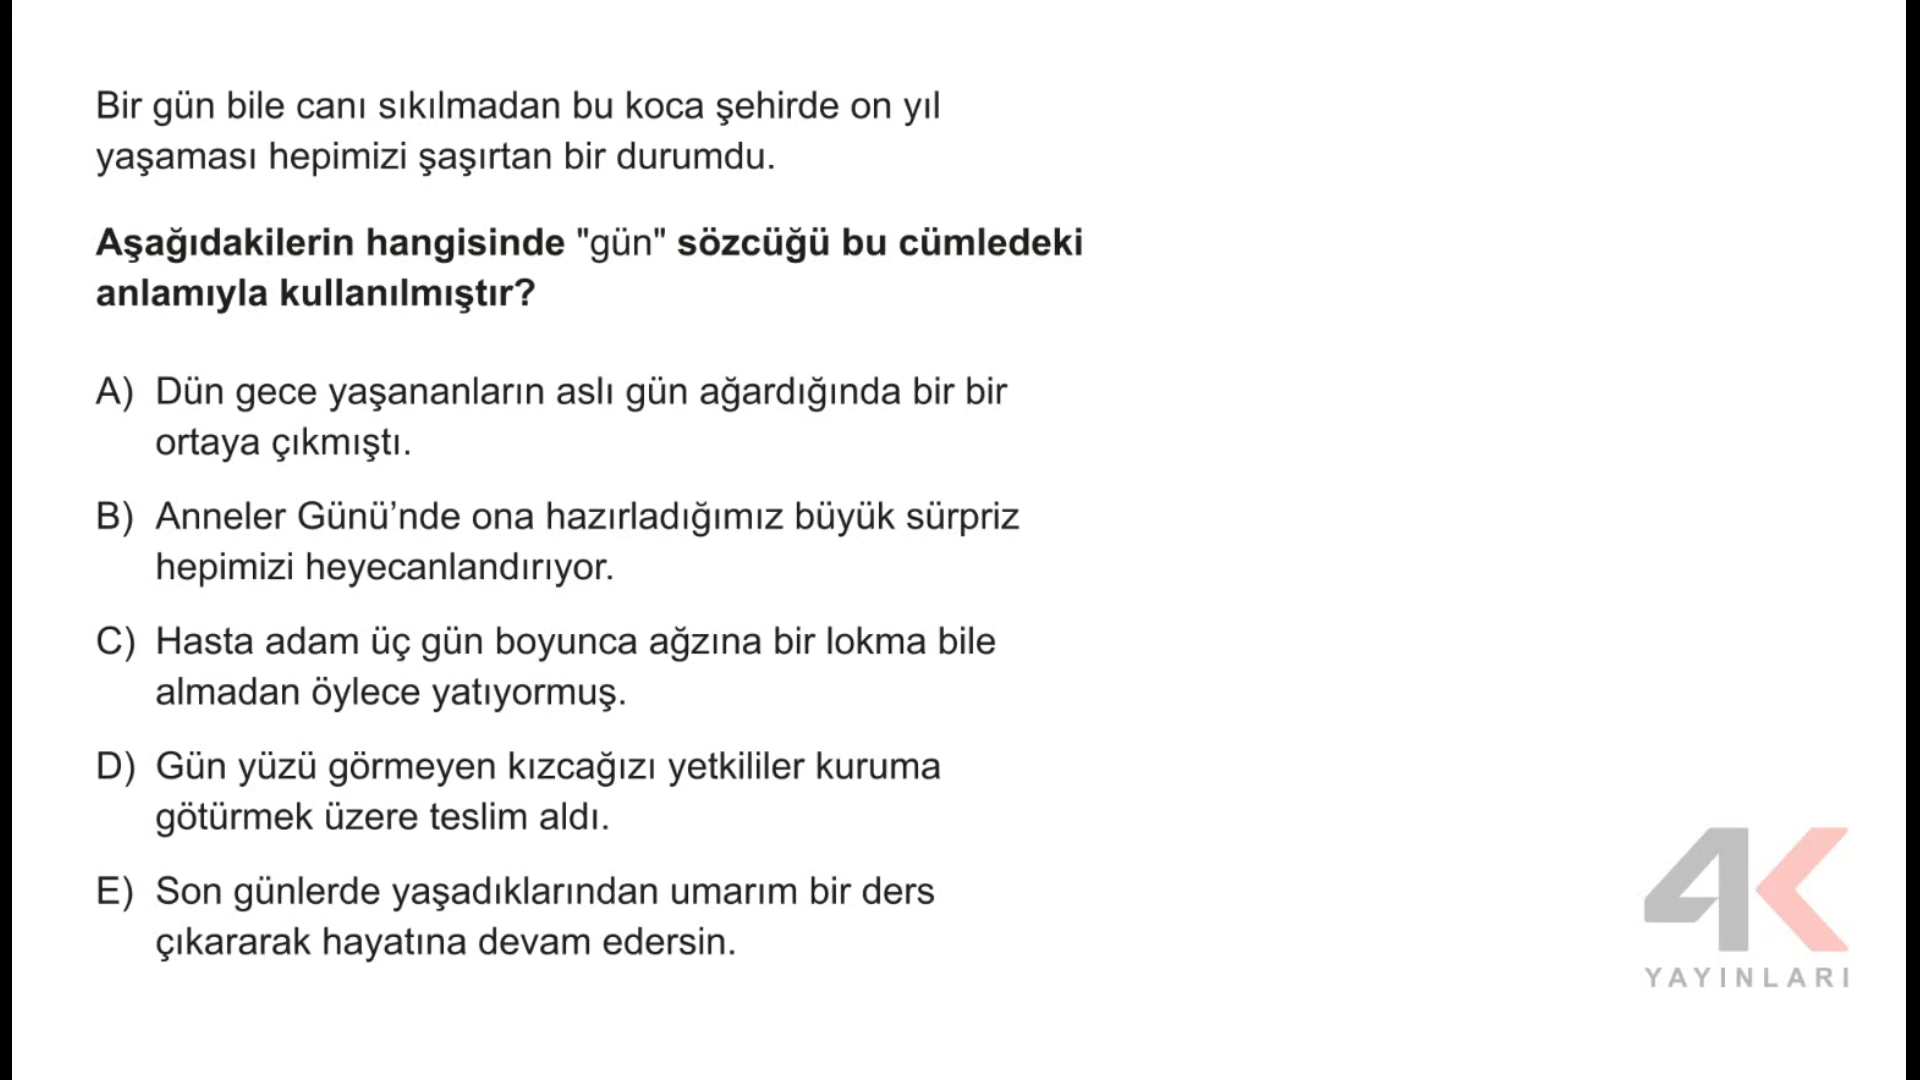 Bir gün bile canı sıkılmadan bu koca şehirde on yıl
yaşaması hepimizi şaşırtan bir durumdu.
Aşağıdakilerin hangisinde "gün" sözcüğü bu cümledeki
anlamıyla kullanılmıştır?
A) Dün gece yaşananların aslı gün ağardığında bir bir
ortaya çıkmıştı.
B) Anneler Günü’nde ona hazırladığımız büyük sürpriz
hepimizi heyecanlandırıyor.
C) Hasta adam üç gün boyunca ağzına bir lokma bile
almadan öylece yatıyormuş.
D) Gün yüzü görmeyen kızcağızı yetkililer kuruma
götürmek üzere teslim aldı.
E) Son günlerde yaşadıklarından umarım bir ders
çıkararak hayatına devam edersin.
4K
YAYINLARI